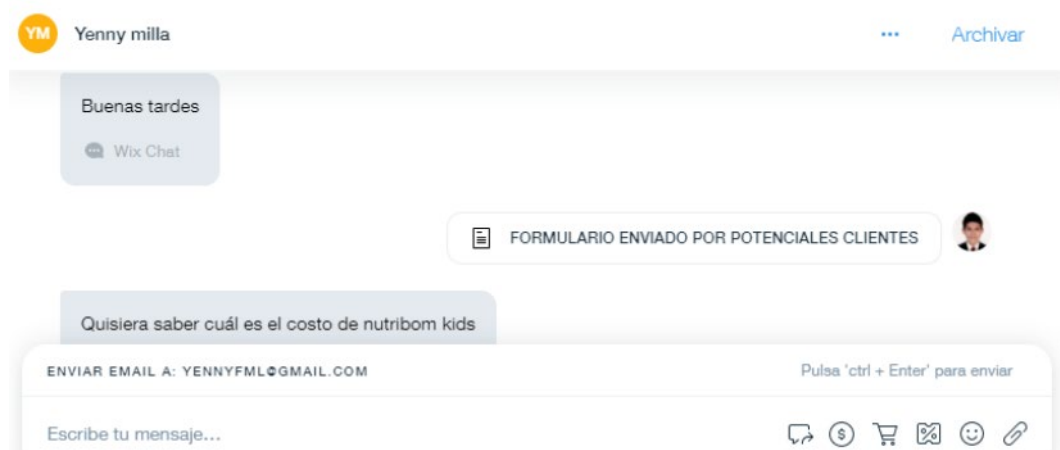 YM Yenny milla ... Archivar
Buenas tardes
Wix Chat
FORMULARIO ENVIADO POR POTENCIALES CLIENTES
Quisiera saber cuál es el costo de nutribom kids
ENVIAR EMAIL A: YENNYFML@GMAIL.COM Pulsa 'ctrl + Enter' para enviar
Escribe tu mensaje...